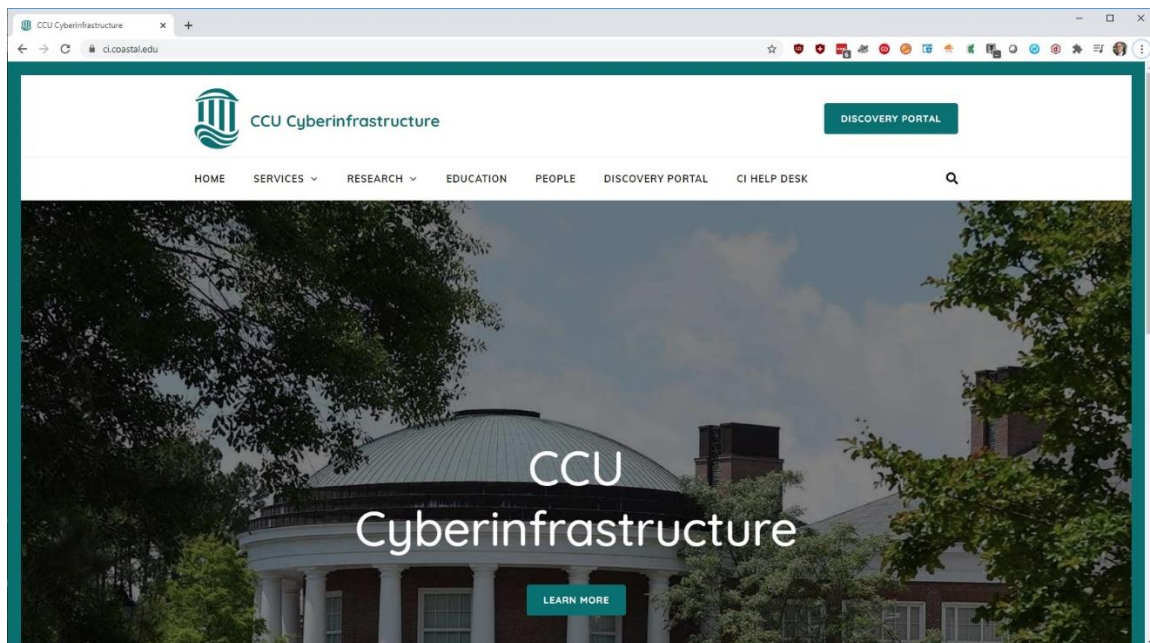 CCU Cyberinfrastructure
ci.coastal.edu
CCU Cyberinfrastructure
DISCOVERY PORTAL
HOME SERVICES RESEARCH EDUCATION PEOPLE DISCOVERY PORTAL CI HELP DESK
CCU
Cyberinfrastructure
LEARN MORE